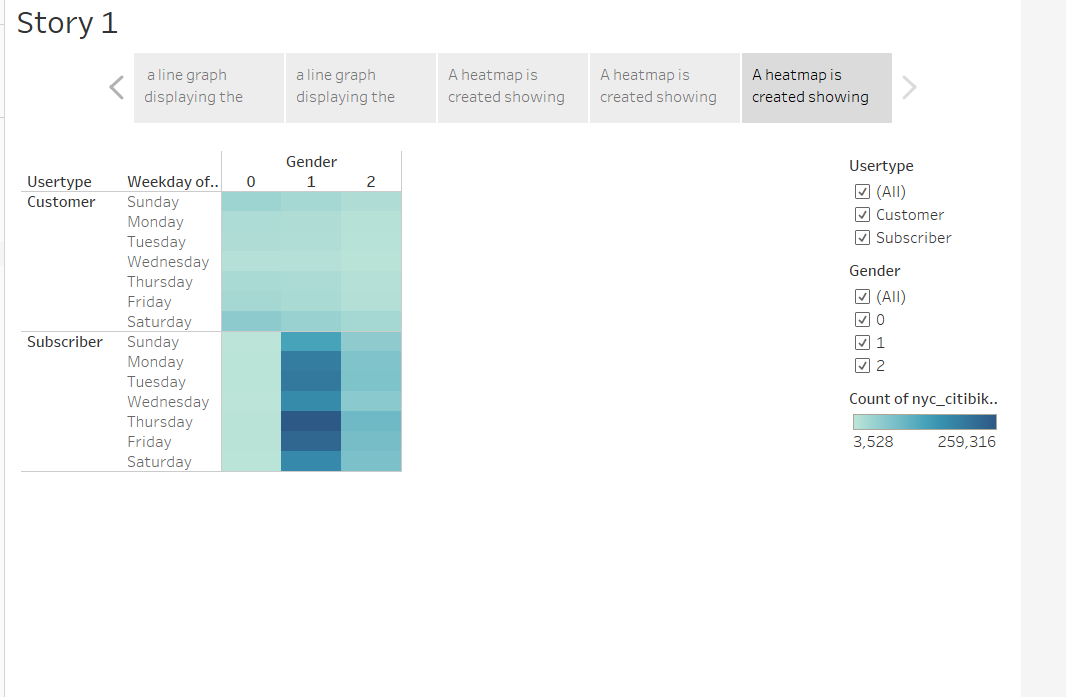 Story 1
a line graph
displaying the
a line graph
displaying the
A heatmap is
created showing
A heatmap is
created showing
A heatmap is
created showing
Gender
Usertype Weekday of.. 0 1 2
Customer Sunday
Monday
Tuesday
Wednesday
Thursday
Friday
Saturday
Subscriber Sunday
Monday
Tuesday
Wednesday
Thursday
Friday
Saturday
Usertype
(All)
Customer
Subscriber
Gender
(All)
0
1
2
Count of nyc_citibik..
3,528 259,316